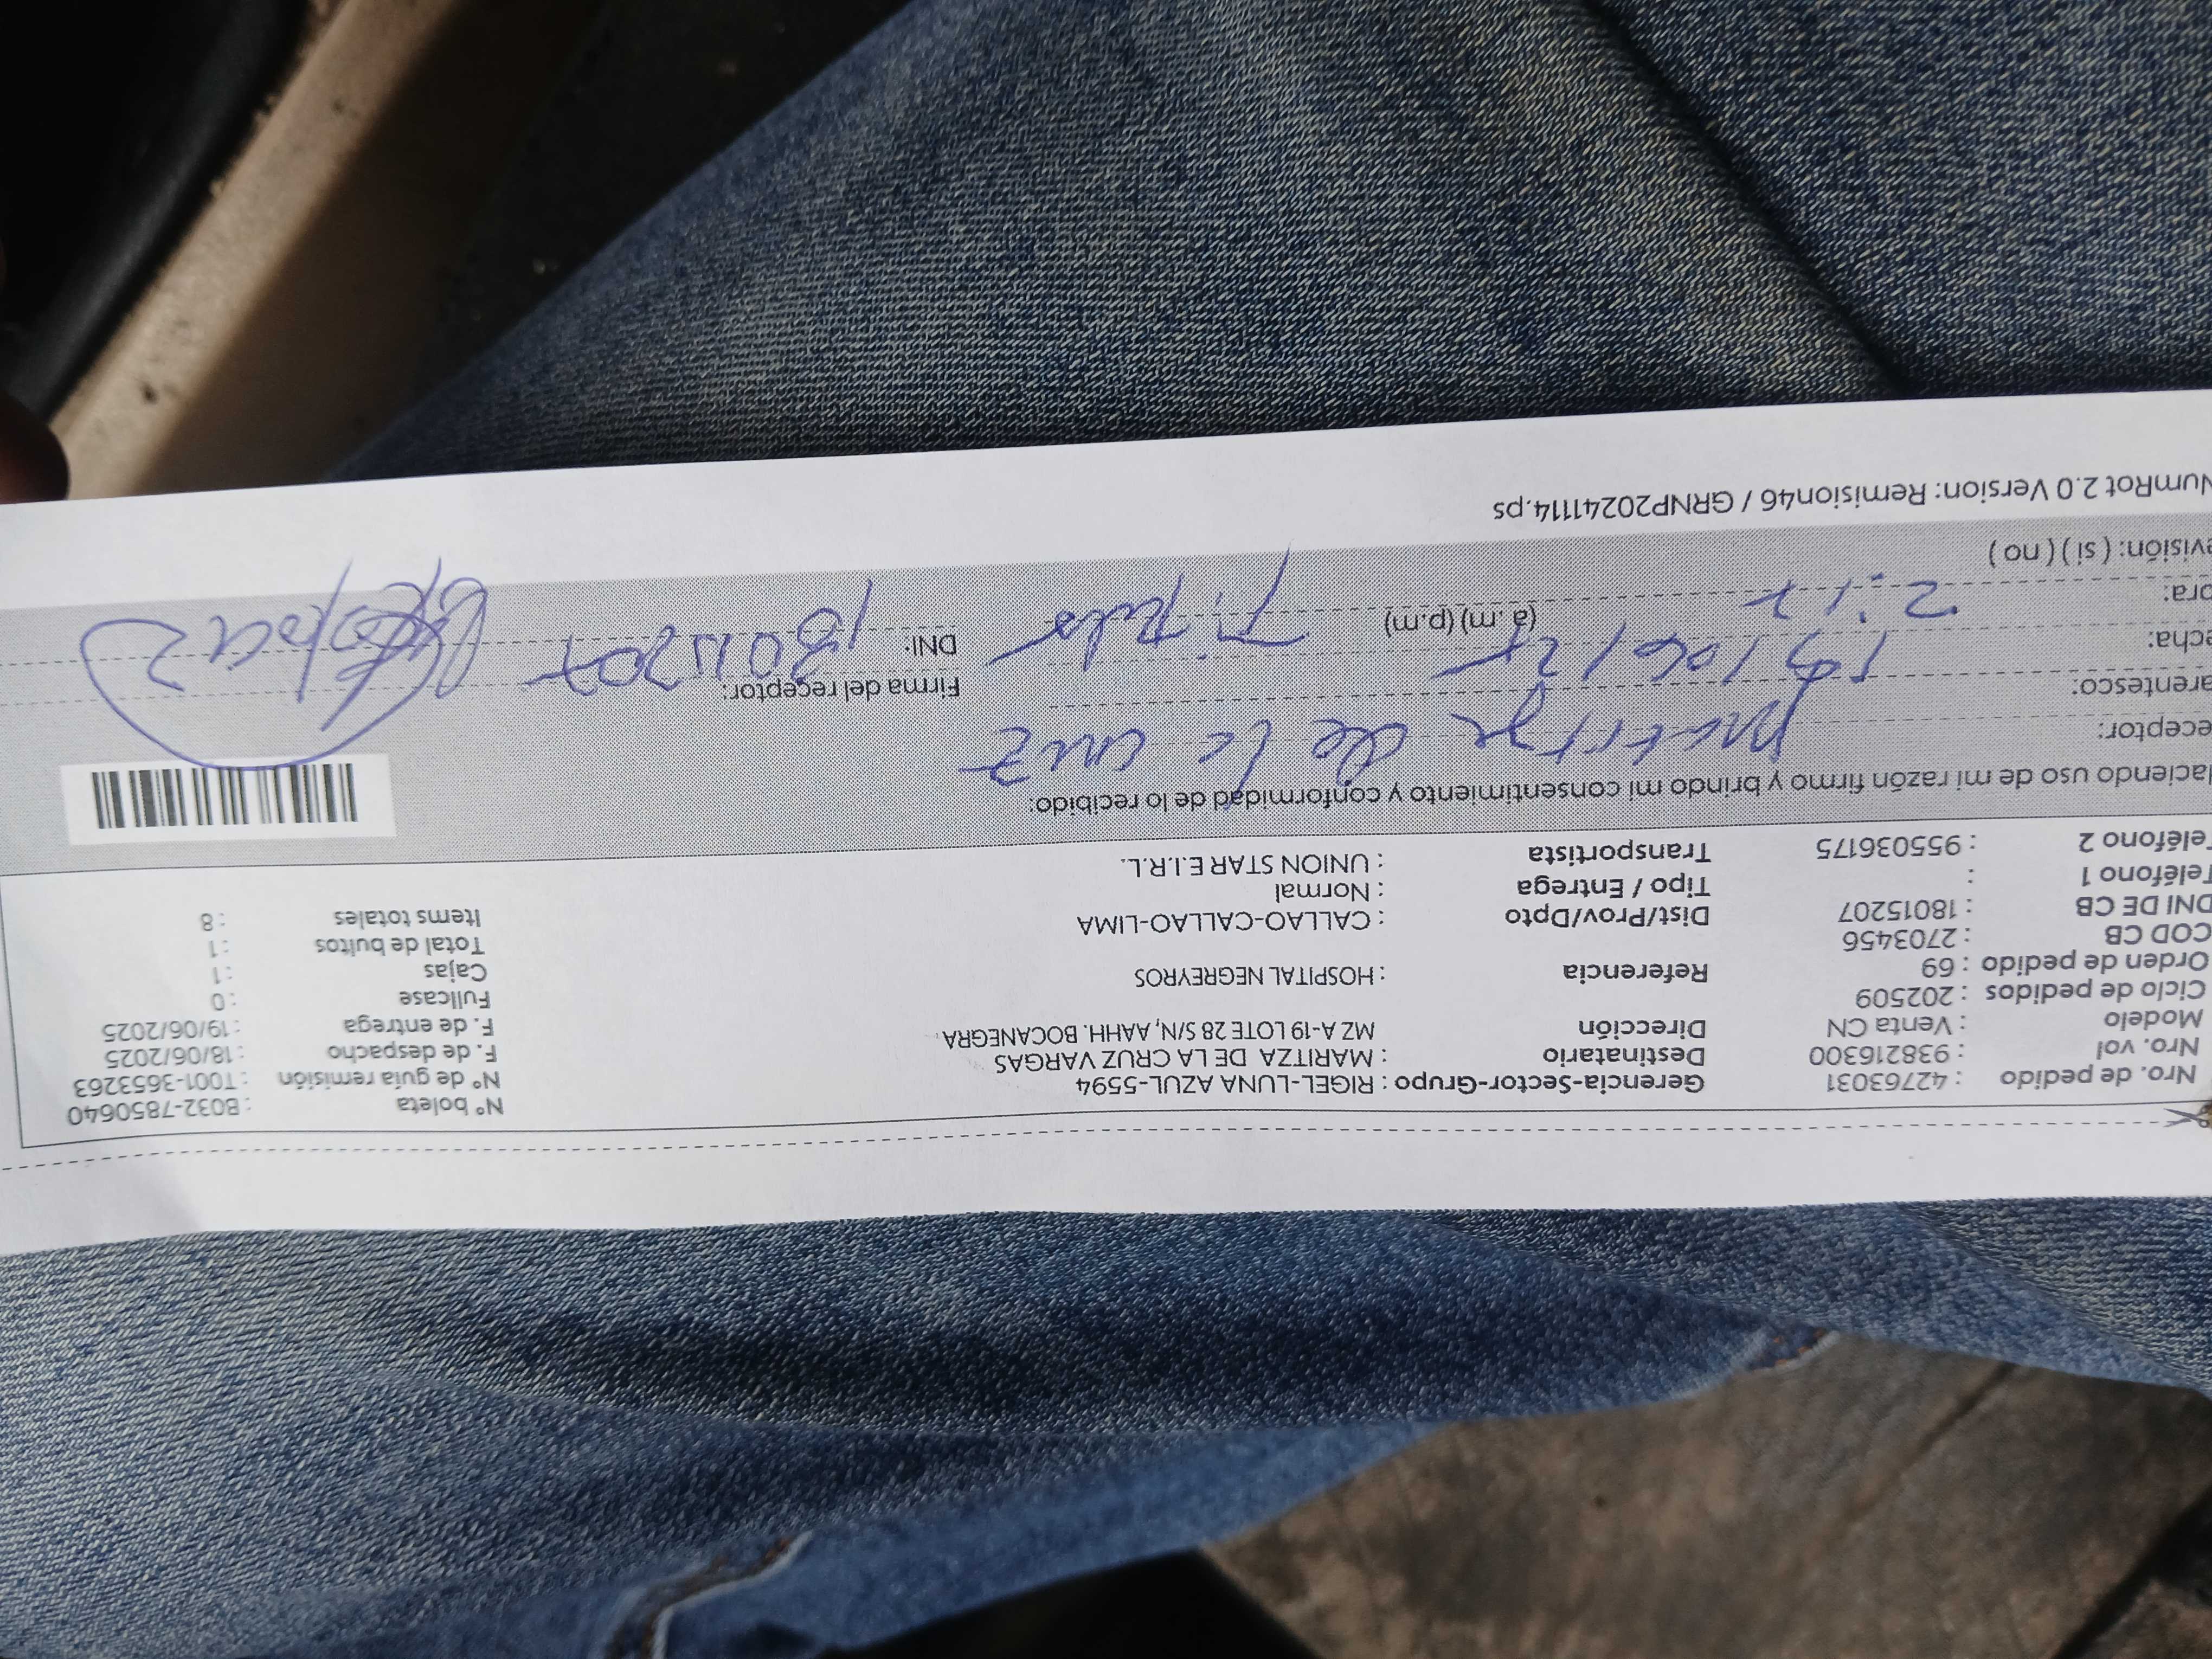 Nro. de pedido : 42763031 Gerencia-Sector-Grupo : RIGEL-LUNA AZUL-5594 N° boleta : B032-7850640
Nro. vol : 938216300 Destinatario : MARITZA DE LA CRUZ VARGAS N° de guía remisión : T001-3653263
Modelo : Venta CN Dirección MZ A-19 LOTE 28 S/N, AAHH. BOCANEGRA, F. de despacho : 18/06/2025
Ciclo de pedidos : 202509 F. de entrega : 19/06/2025
Orden de pedido : 69 Referencia : HOSPITAL NEGREYROS Fullcase : 0
COD CB : 2703456 Cajas : 1
DNI DE CB : 18015207 Dist/Prov/Dpto : CALLAO-CALLAO-LIMA Total de bultos : 1
Teléfono 1 : Tipo / Entrega : Normal Items totales : 8
Teléfono 2 : 955036175 Transportista : UNION STAR E.I.R.L.
Haciendo uso de mi razón firmo y brindo mi consentimiento y conformidad de lo recibido:
eceptor: Maritza de la cruz
arentesco: Firma del receptor:
echa: 19/06/25 Titular DNI:
ora: 2:17 (a.m) (p.m)
evisión: ( si ) ( no )
NumRot 2.0 Version: Remision46 / GRNP20241114.ps